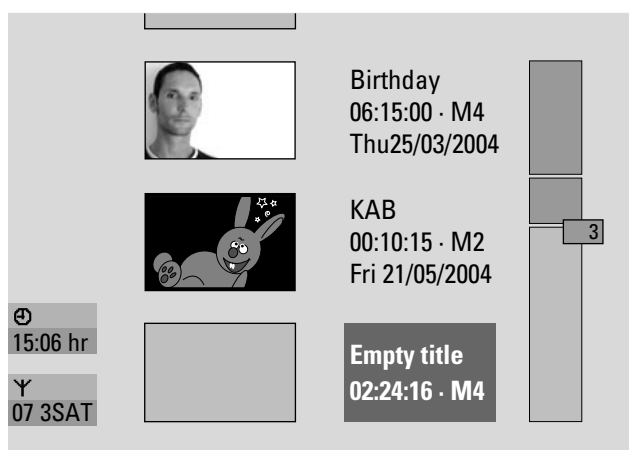 Birthday
06:15:00 · M4
Thu25/03/2004
KAB
00:10:15 · M2
Fri 21/05/2004
3
15:06 hr
Empty title
02:24:16 · M4
07 3SAT